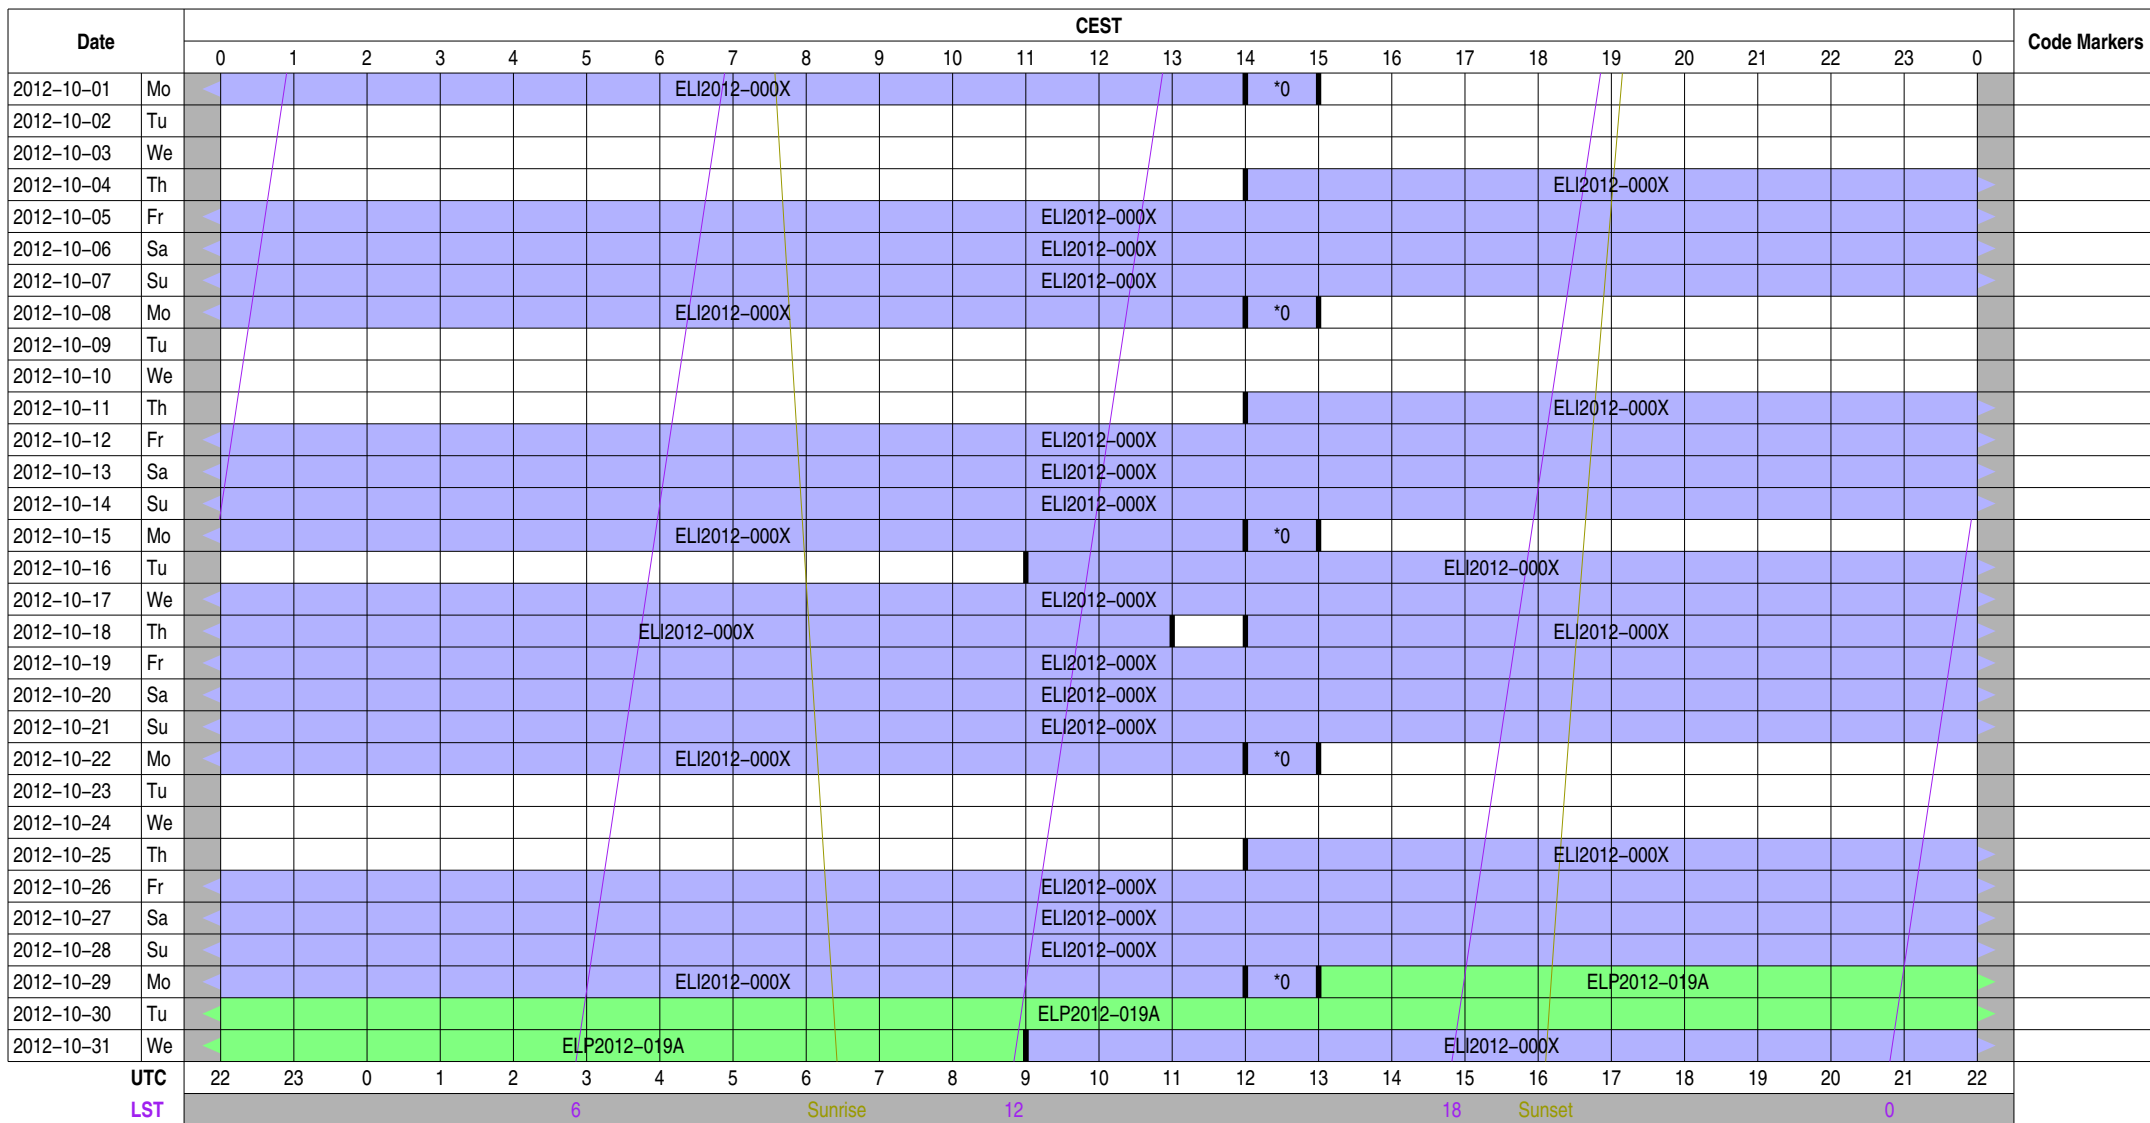 Date CEST Code Markers
0 1 2 3 4 5 6 7 8 9 10 11 12 13 14 15 16 17 18 19 20 21 22 23 0
2012-10-01 Mo ELI2012-000X *0
2012-10-02 Tu
2012-10-03 We
2012-10-04 Th ELI2012-000X
2012-10-05 Fr ELI2012-000X
2012-10-06 Sa ELI2012-000X
2012-10-07 Su ELI2012-000X
2012-10-08 Mo ELI2012-000X *0
2012-10-09 Tu
2012-10-10 We
2012-10-11 Th ELI2012-000X
2012-10-12 Fr ELI2012-000X
2012-10-13 Sa ELI2012-000X
2012-10-14 Su ELI2012-000X
2012-10-15 Mo ELI2012-000X *0
2012-10-16 Tu ELI2012-000X
2012-10-17 We ELI2012-000X
2012-10-18 Th ELI2012-000X ELI2012-000X
2012-10-19 Fr ELI2012-000X
2012-10-20 Sa ELI2012-000X
2012-10-21 Su ELI2012-000X
2012-10-22 Mo ELI2012-000X *0
2012-10-23 Tu
2012-10-24 We
2012-10-25 Th ELI2012-000X
2012-10-26 Fr ELI2012-000X
2012-10-27 Sa ELI2012-000X
2012-10-28 Su ELI2012-000X
2012-10-29 Mo ELI2012-000X *0 ELP2012-019A
2012-10-30 Tu ELP2012-019A
2012-10-31 We ELP2012-019A ELI2012-000X
UTC 22 23 0 1 2 3 4 5 6 7 8 9 10 11 12 13 14 15 16 17 18 19 20 21 22
LST 6 Sunrise 12 18 Sunset 0